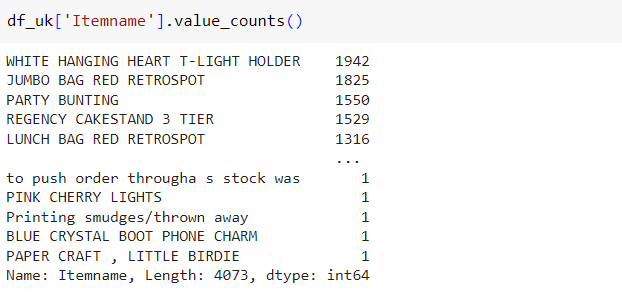 df_uk['Itemname'].value_counts()
WHITE HANGING HEART T-LIGHT HOLDER    1942
JUMBO BAG RED RETROSPOT               1825
PARTY BUNTING                         1550
REGENCY CAKESTAND 3 TIER              1529
LUNCH BAG RED RETROSPOT               1316
                                      ...
to push order througha s stock was       1
PINK CHERRY LIGHTS                       1
Printing smudges/thrown away             1
BLUE CRYSTAL BOOT PHONE CHARM            1
PAPER CRAFT , LITTLE BIRDIE              1
Name: Itemname, Length: 4073, dtype: int64